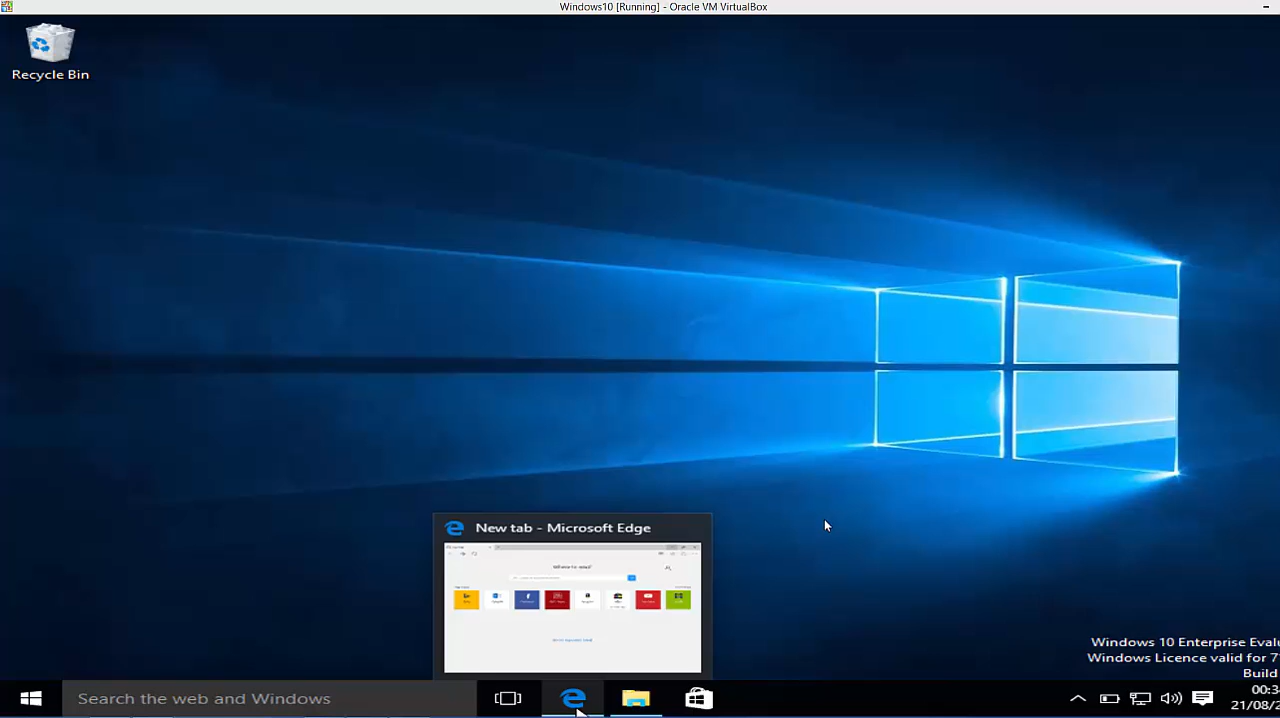 Windows10 [Running] - Oracle VM VirtualBox
Recycle Bin
New tab - Microsoft Edge
Windows 10 Enterprise Evalu
Windows Licence valid for 7
Build
Search the web and Windows
00:34
21/08/2